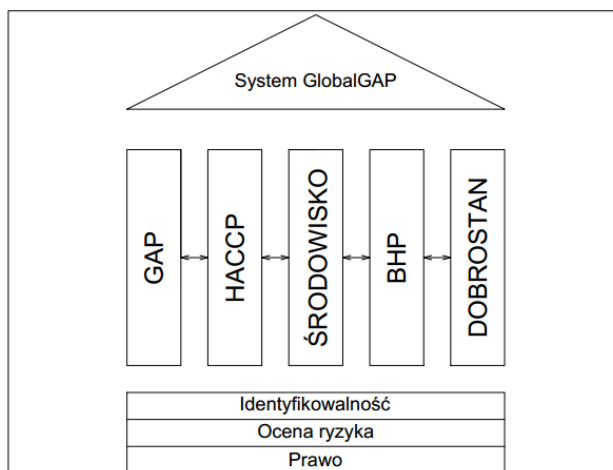 System GlobalGAP
GAP
HACCP
ŚRODOWISKO
BHP
DOBROSTAN
Identyfikowalność
Ocena ryzyka
Prawo